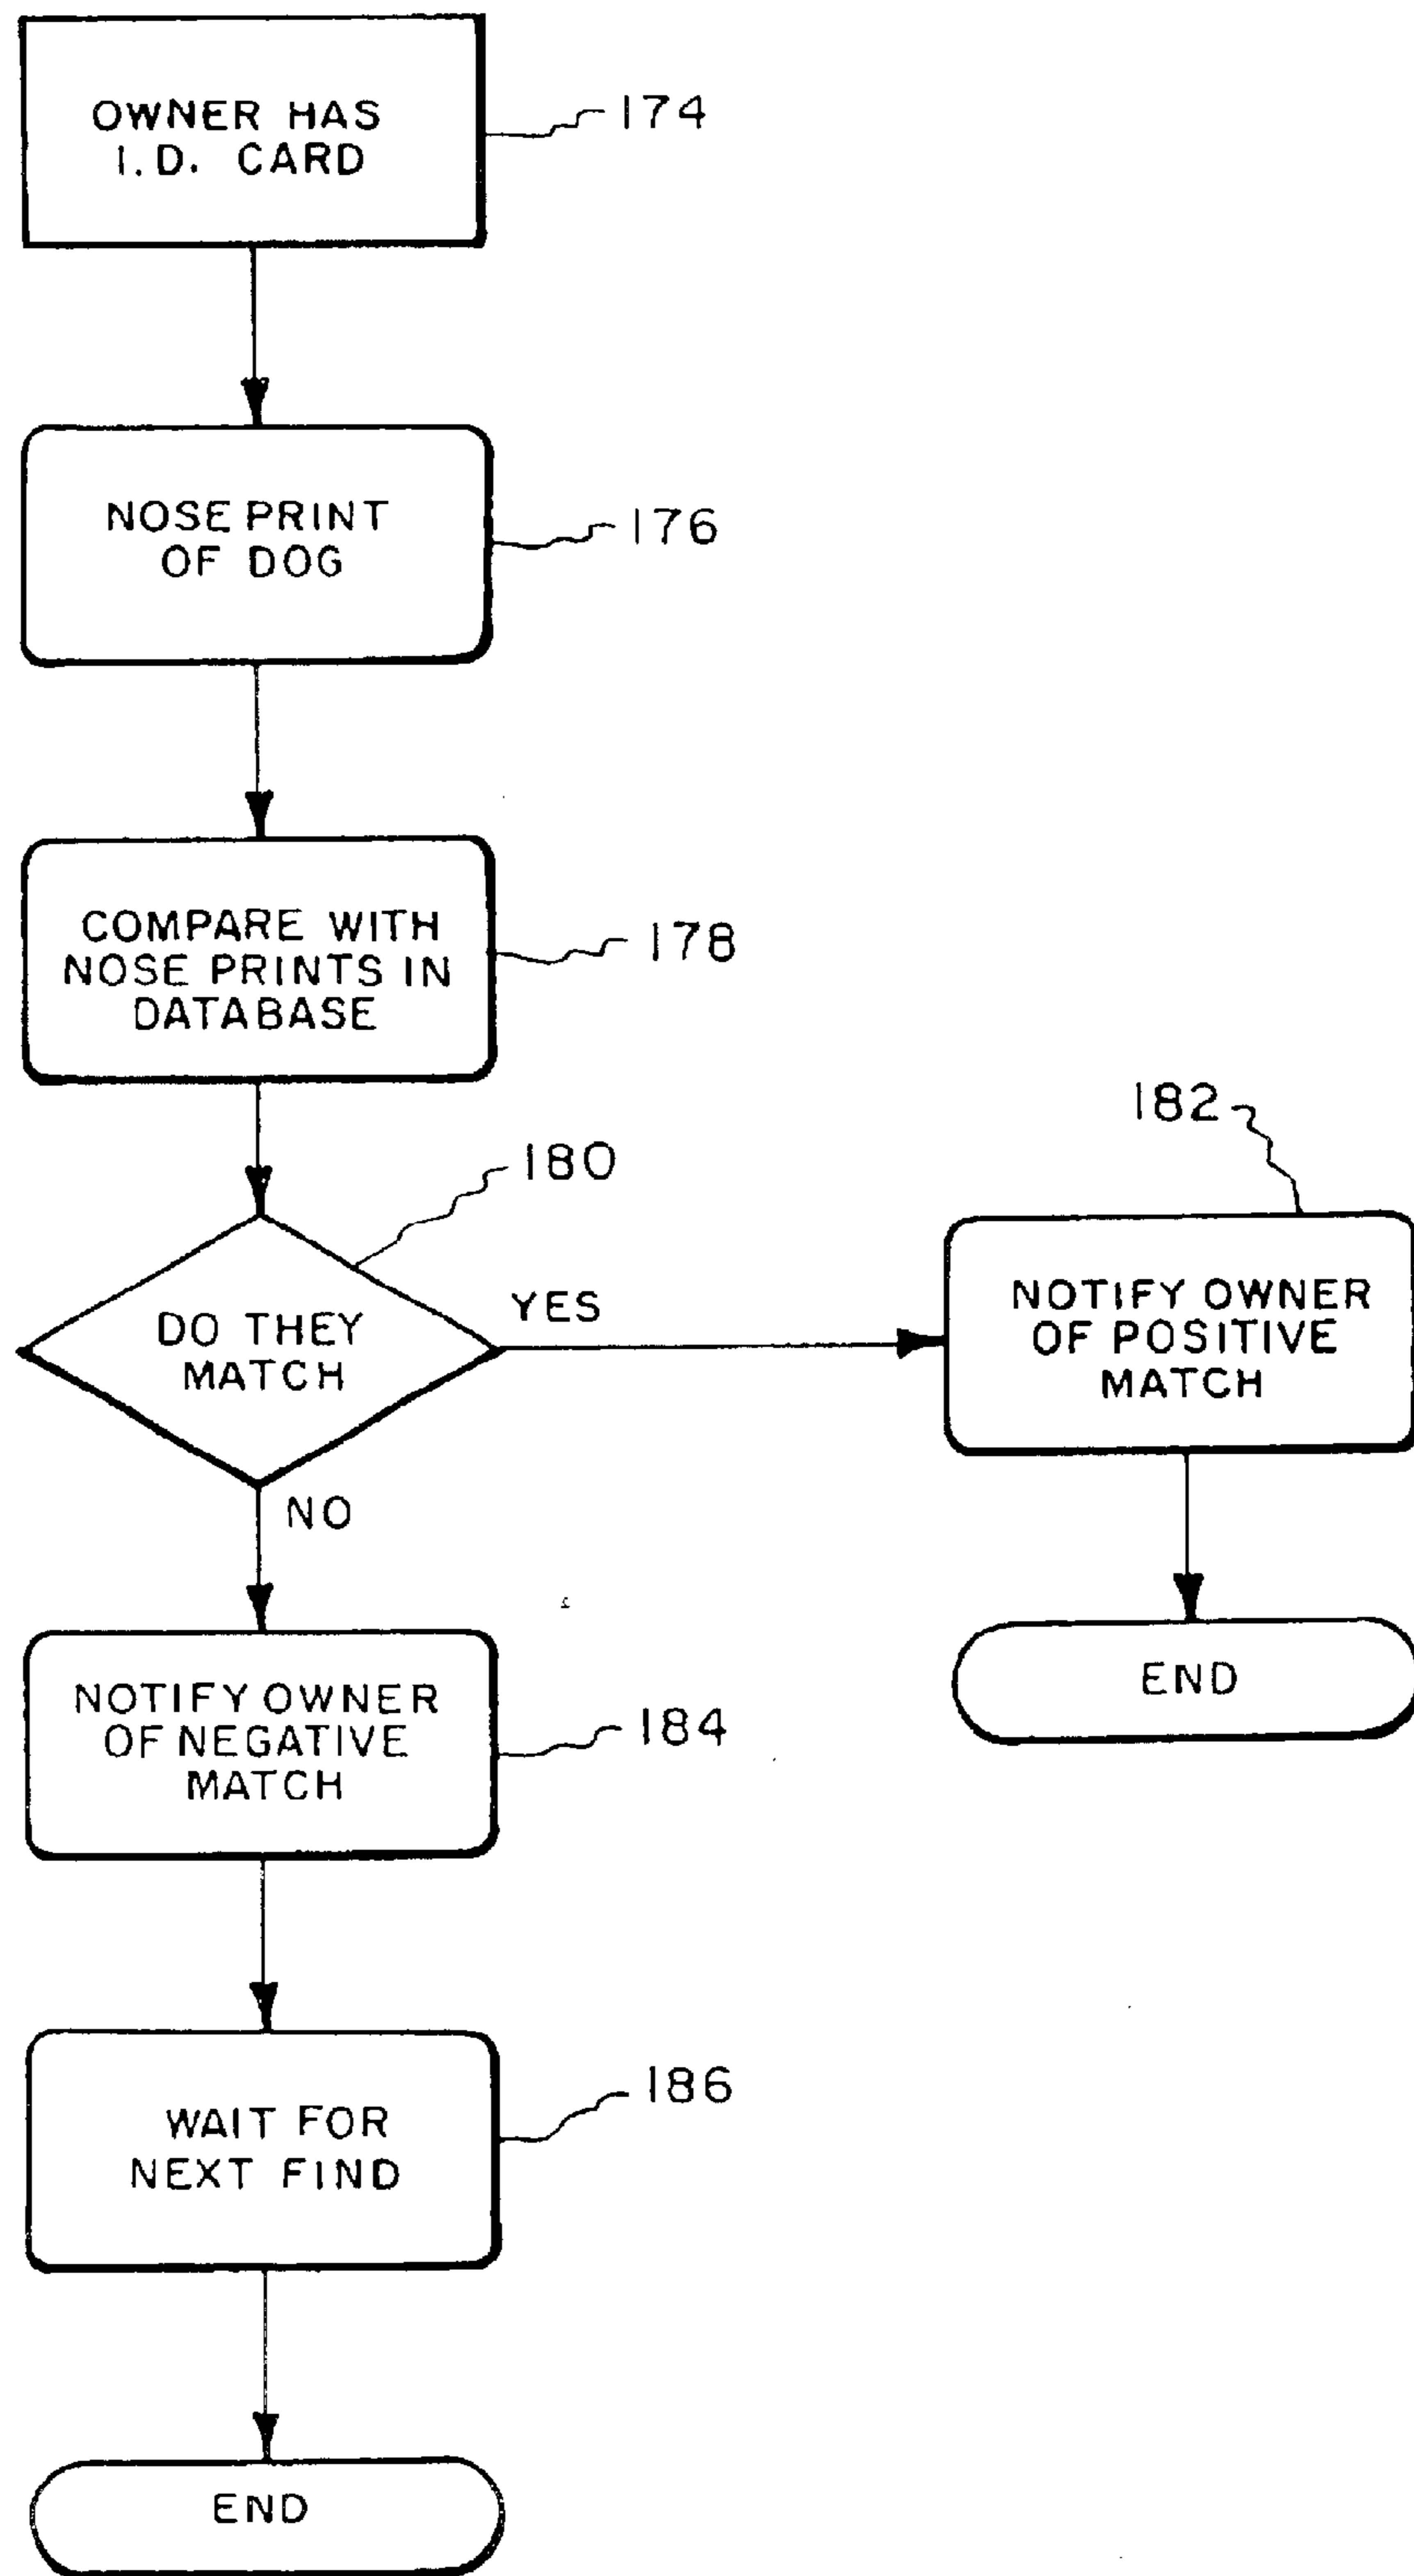 OWNER HAS
I.D. CARD
174
NOSE PRINT
OF DOG
176
COMPARE WITH
NOSE PRINTS IN
DATABASE
178
180
DO THEY
MATCH
YES
NO
182
NOTIFY OWNER
OF POSITIVE
MATCH
END
NOTIFY OWNER
OF NEGATIVE
MATCH
184
WAIT FOR
NEXT FIND
186
END